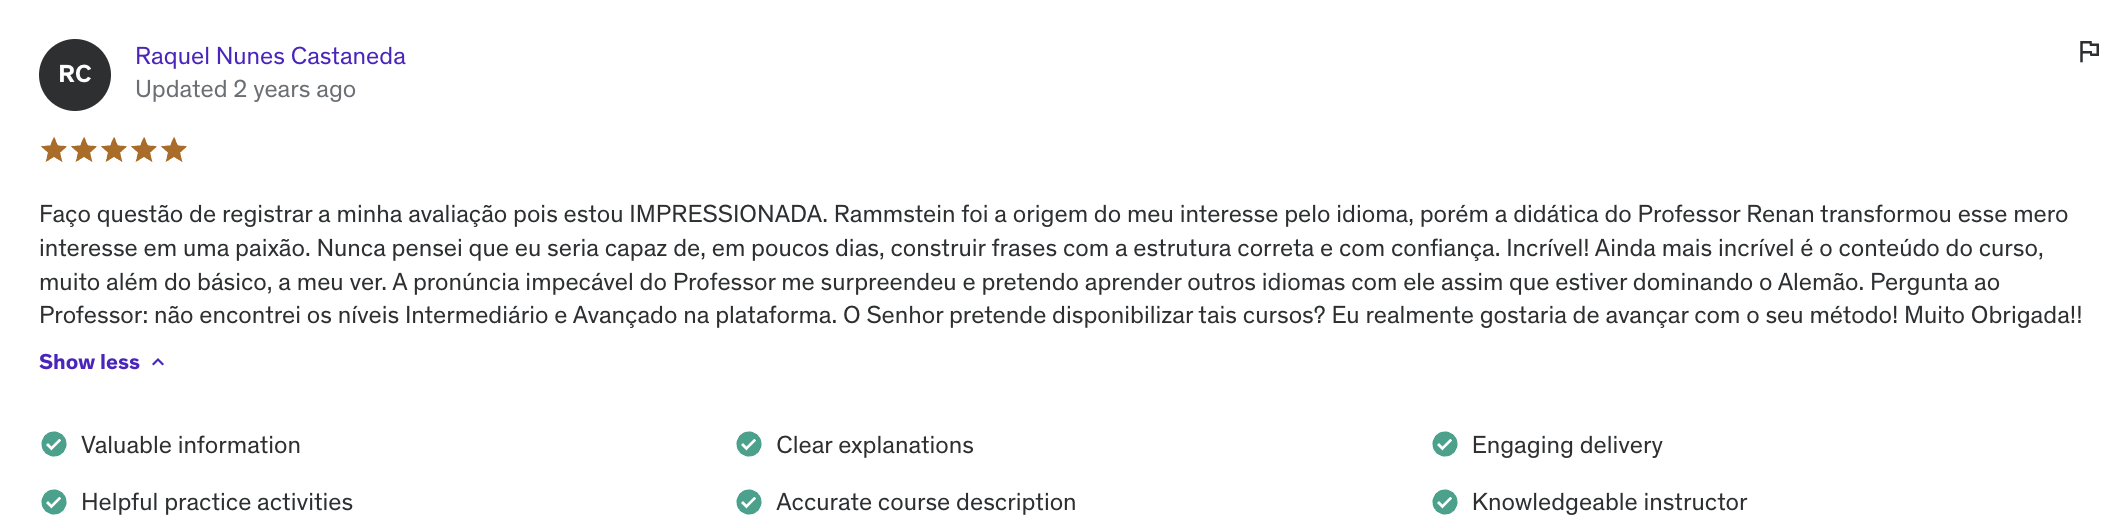 RC
Raquel Nunes Castaneda
Updated 2 years ago
Faço questão de registrar a minha avaliação pois estou IMPRESSIONADA. Rammstein foi a origem do meu interesse pelo idioma, porém a didática do Professor Renan transformou esse mero
interesse em uma paixão. Nunca pensei que eu seria capaz de, em poucos dias, construir frases com a estrutura correta e com confiança. Incrível! Ainda mais incrível é o conteúdo do curso,
muito além do básico, a meu ver. A pronúncia impecável do Professor me surpreendeu e pretendo aprender outros idiomas com ele assim que estiver dominando o Alemão. Pergunta ao
Professor: não encontrei os níveis Intermediário e Avançado na plataforma. O Senhor pretende disponibilizar tais cursos? Eu realmente gostaria de avançar com o seu método! Muito Obrigada!!
Show less
Valuable information
Clear explanations
Engaging delivery
Helpful practice activities
Accurate course description
Knowledgeable instructor